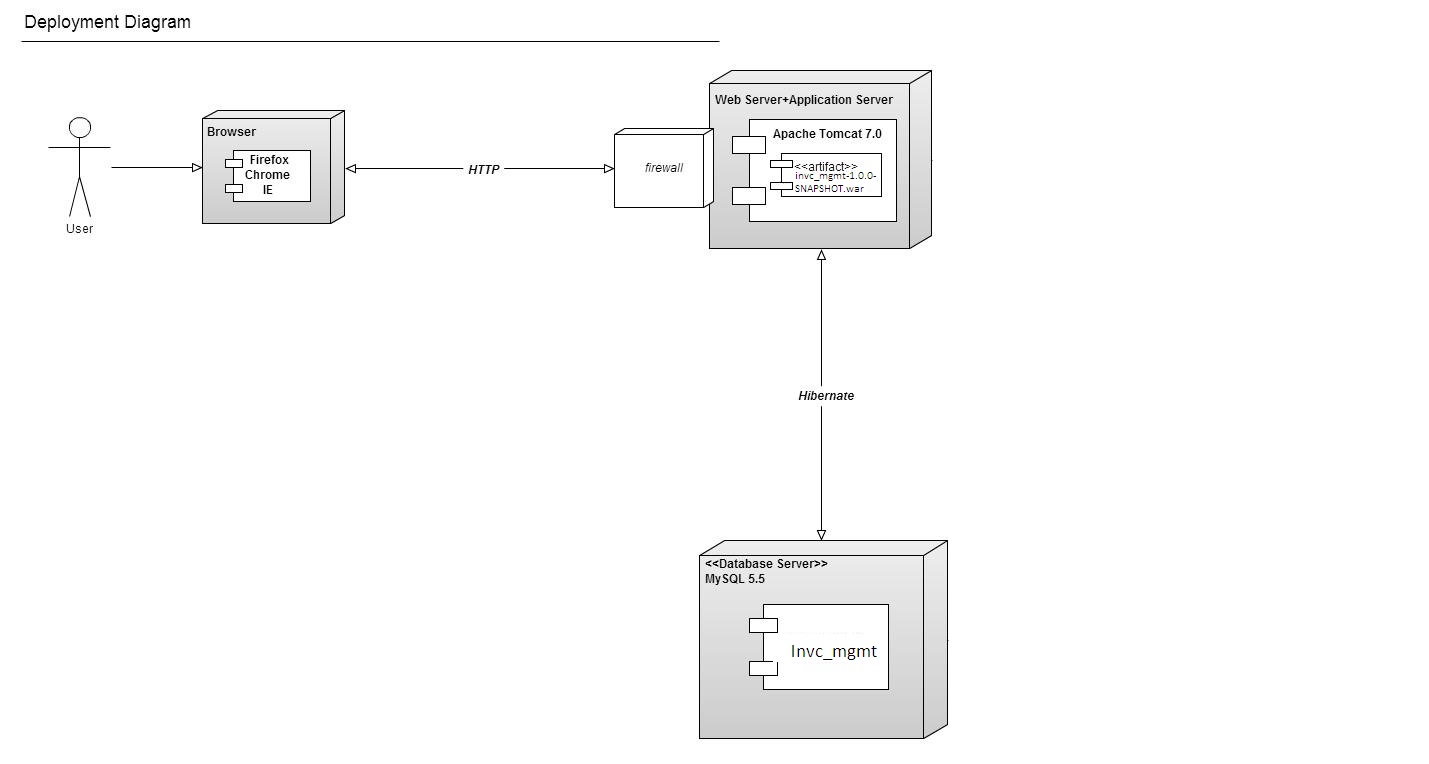 Deployment Diagram
Web Server+Application Server
Browser
Apache Tomcat 7.0
Firefox
Chrome
IE
HTTP
firewall
<<artifact>>
invc_mgmt-1.0.0-
SNAPSHOT.war
User
Hibernate
<<Database Server>>
MySQL 5.5
Invc_mgmt